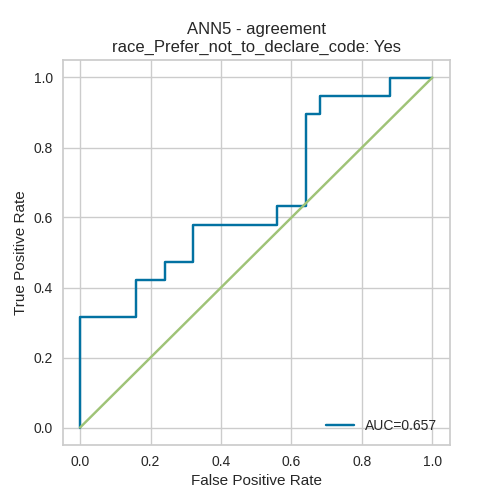 ANN5 - agreement
race_Prefer_not_to_declare_code: Yes
True Positive Rate
1.0
0.8
0.6
0.4
0.2
0.0
AUC=0.657
0.0 0.2 0.4 0.6 0.8 1.0
False Positive Rate